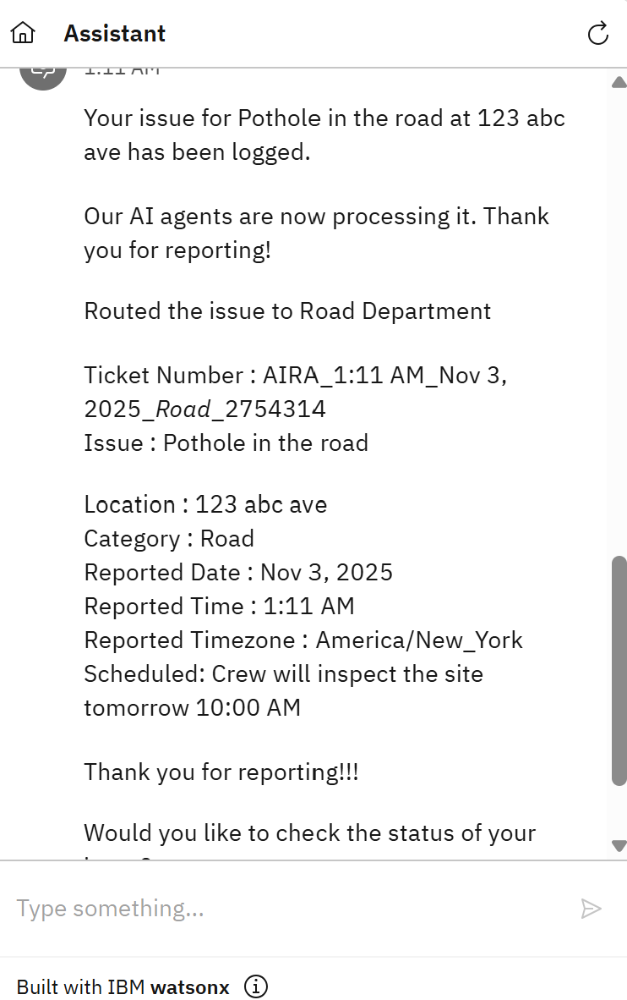 Assistant
1:11 AM
Your issue for Pothole in the road at 123 abc
ave has been logged.
Our AI agents are now processing it. Thank
you for reporting!
Routed the issue to Road Department
Ticket Number : AIRA_1:11 AM_Nov 3,
2025_Road_2754314
Issue : Pothole in the road
Location : 123 abc ave
Category : Road
Reported Date : Nov 3, 2025
Reported Time : 1:11 AM
Reported Timezone : America/New_York
Scheduled: Crew will inspect the site
tomorrow 10:00 AM
Thank you for reporting!!!
Would you like to check the status of your
Type something...
Built with IBM watsonx